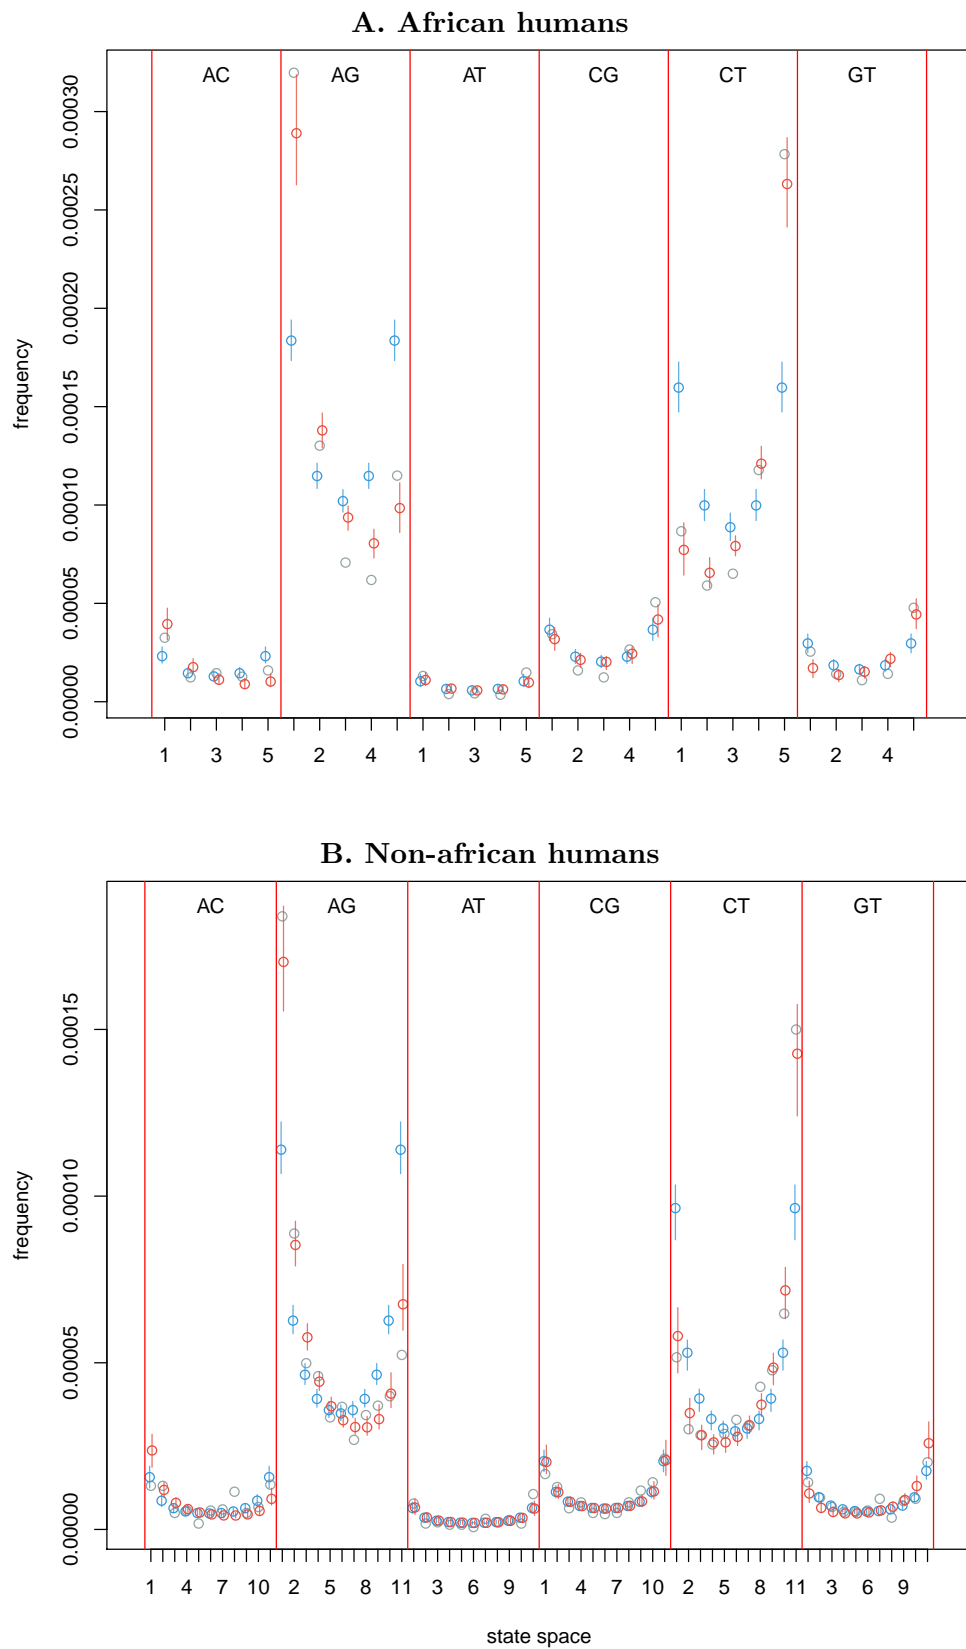 A. African humans
AC AG AT CG CT GT
0.00030
0.00025
0.00020
0.00015
0.00010
0.00005
0.00000
frequency
1 3 5 2 4 1 3 5 2 4 1 3 5 2 4
B. Non-african humans
AC AG AT CG CT GT
0.00015
0.00010
0.00005
0.00000
frequency
1 4 7 10 2 5 8 11 3 6 9 1 4 7 10 2 5 8 11 3 6 9
state space